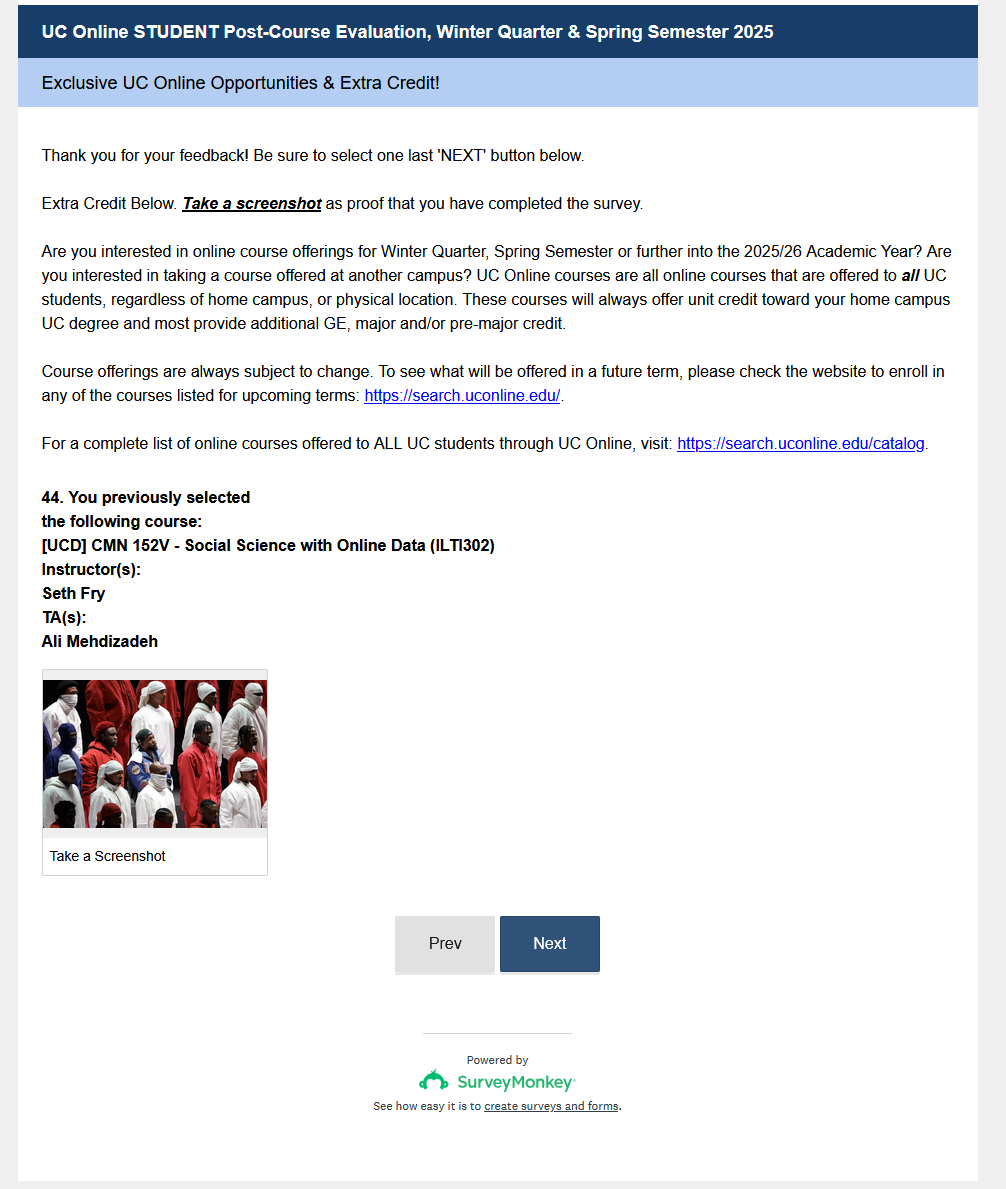 UC Online STUDENT Post-Course Evaluation, Winter Quarter & Spring Semester 2025
Exclusive UC Online Opportunities & Extra Credit!
Thank you for your feedback! Be sure to select one last 'NEXT' button below.
Extra Credit Below. Take a screenshot as proof that you have completed the survey.
Are you interested in online course offerings for Winter Quarter, Spring Semester or further into the 2025/26 Academic Year? Are
you interested in taking a course offered at another campus? UC Online courses are all online courses that are offered to all UC
students, regardless of home campus, or physical location. These courses will always offer unit credit toward your home campus
UC degree and most provide additional GE, major and/or pre-major credit.
Course offerings are always subject to change. To see what will be offered in a future term, please check the website to enroll in
any of the courses listed for upcoming terms: https://search.uconline.edu/.
For a complete list of online courses offered to ALL UC students through UC Online, visit: https://search.uconline.edu/catalog.
44. You previously selected
the following course:
[UCD] CMN 152V - Social Science with Online Data (ILTI302)
Instructor(s):
Seth Fry
TA(s):
Ali Mehdizadeh
Take a Screenshot
Prev
Next
Powered by
SurveyMonkey
See how easy it is to create surveys and forms.